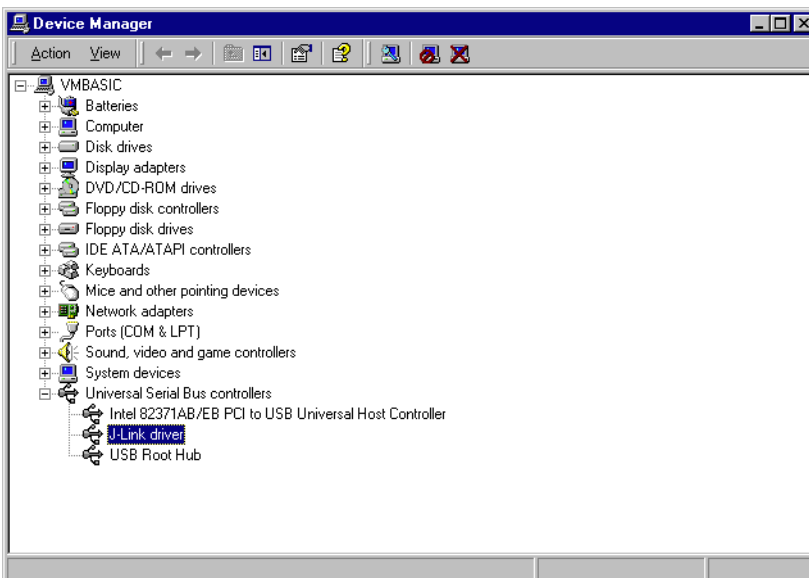 Device Manager
Action View
VMBASIC
Batteries
Computer
Disk drives
Display adapters
DVD/CD-ROM drives
Floppy disk controllers
Floppy disk drives
IDE ATA/ATAPI controllers
Keyboards
Mice and other pointing devices
Network adapters
Ports (COM & LPT)
Sound, video and game controllers
System devices
Universal Serial Bus controllers
Intel 82371AB/EB PCI to USB Universal Host Controller
J-Link driver
USB Root Hub